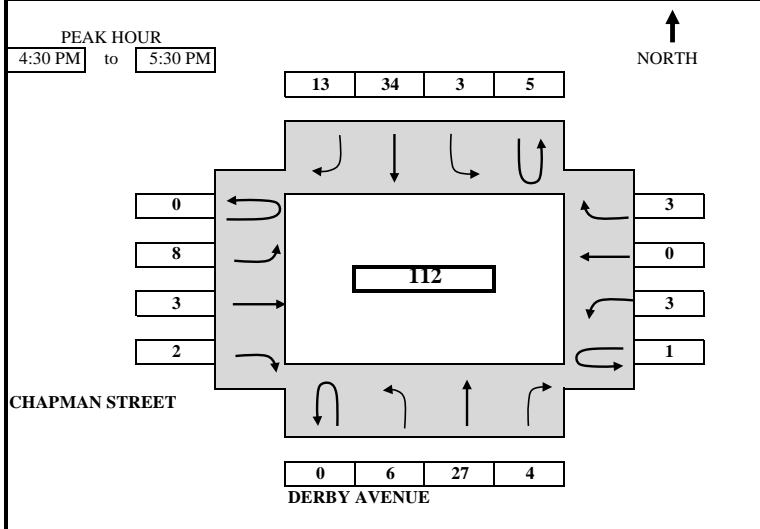 PEAK HOUR
4:30 PM to 5:30 PM
NORTH
13 34 3 5
0 3
8 0
112
3 3
2 1
CHAPMAN STREET
0 6 27 4
DERBY AVENUE